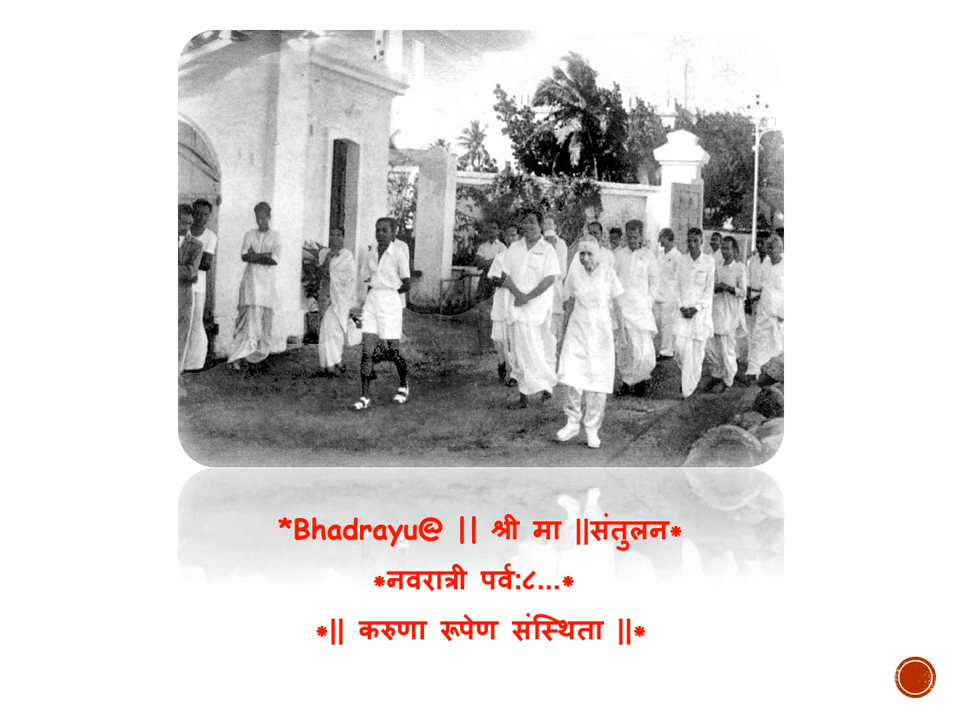 *Bhadrayu@ || श्री मा ||संतुलन*
*नवरात्री पर्व:८...*
*|| करुणा रूपेण संस्थिता ||*